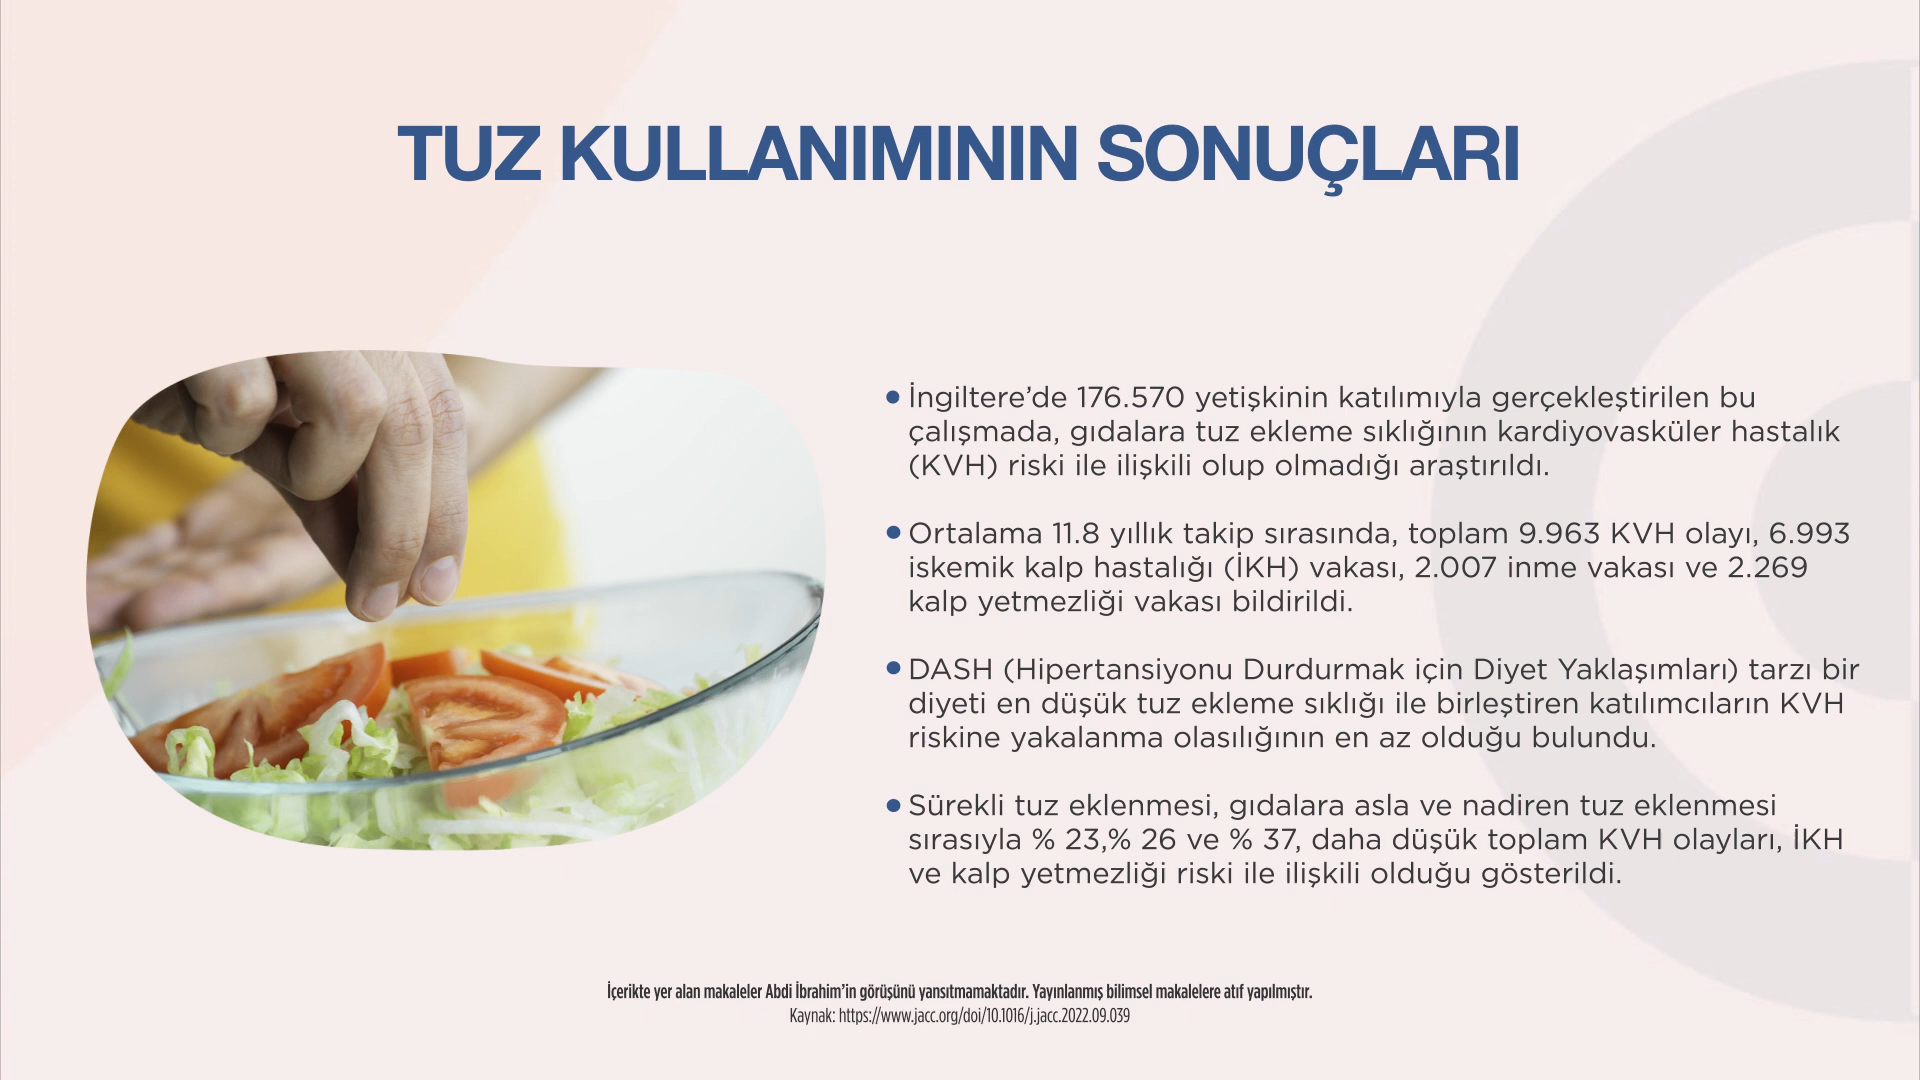 TUZ KULLANIMININ SONUÇLARI
• İngiltere’de 176.570 yetişkinin katılımıyla gerçekleştirilen bu
çalışmada, gıdalara tuz ekleme sıklığının kardiyovasküler hastalık
(KVH) riski ile ilişkili olup olmadığı araştırıldı.
• Ortalama 11.8 yıllık takip sırasında, toplam 9.963 KVH olayı, 6.993
iskemik kalp hastalığı (İKH) vakası, 2.007 inme vakası ve 2.269
kalp yetmezliği vakası bildirildi.
• DASH (Hipertansiyonu Durdurmak için Diyet Yaklaşımları) tarzı bir
diyeti en düşük tuz ekleme sıklığı ile birleştiren katılımcıların KVH
riskine yakalanma olasılığının en az olduğu bulundu.
• Sürekli tuz eklenmesi, gıdalara asla ve nadiren tuz eklenmesi
sırasıyla % 23,% 26 ve % 37, daha düşük toplam KVH olayları, İKH
ve kalp yetmezliği riski ile ilişkili olduğu gösterildi.
İçerikte yer alan makaleler Abdi İbrahim’in görüşünü yansıtmamaktadır. Yayınlanmış bilimsel makalelere atıf yapılmıştır.
Kaynak: https://www.jacc.org/doi/10.1016/j.jacc.2022.09.039